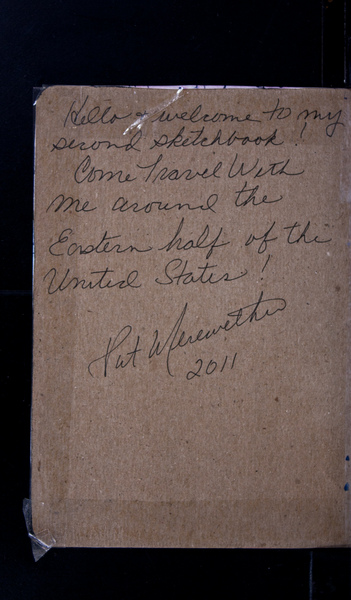 Hello & welcome to my
second sketchbook!
Come Travel With
me around the
Eastern half of the
United States!
Pat Merewether
2011